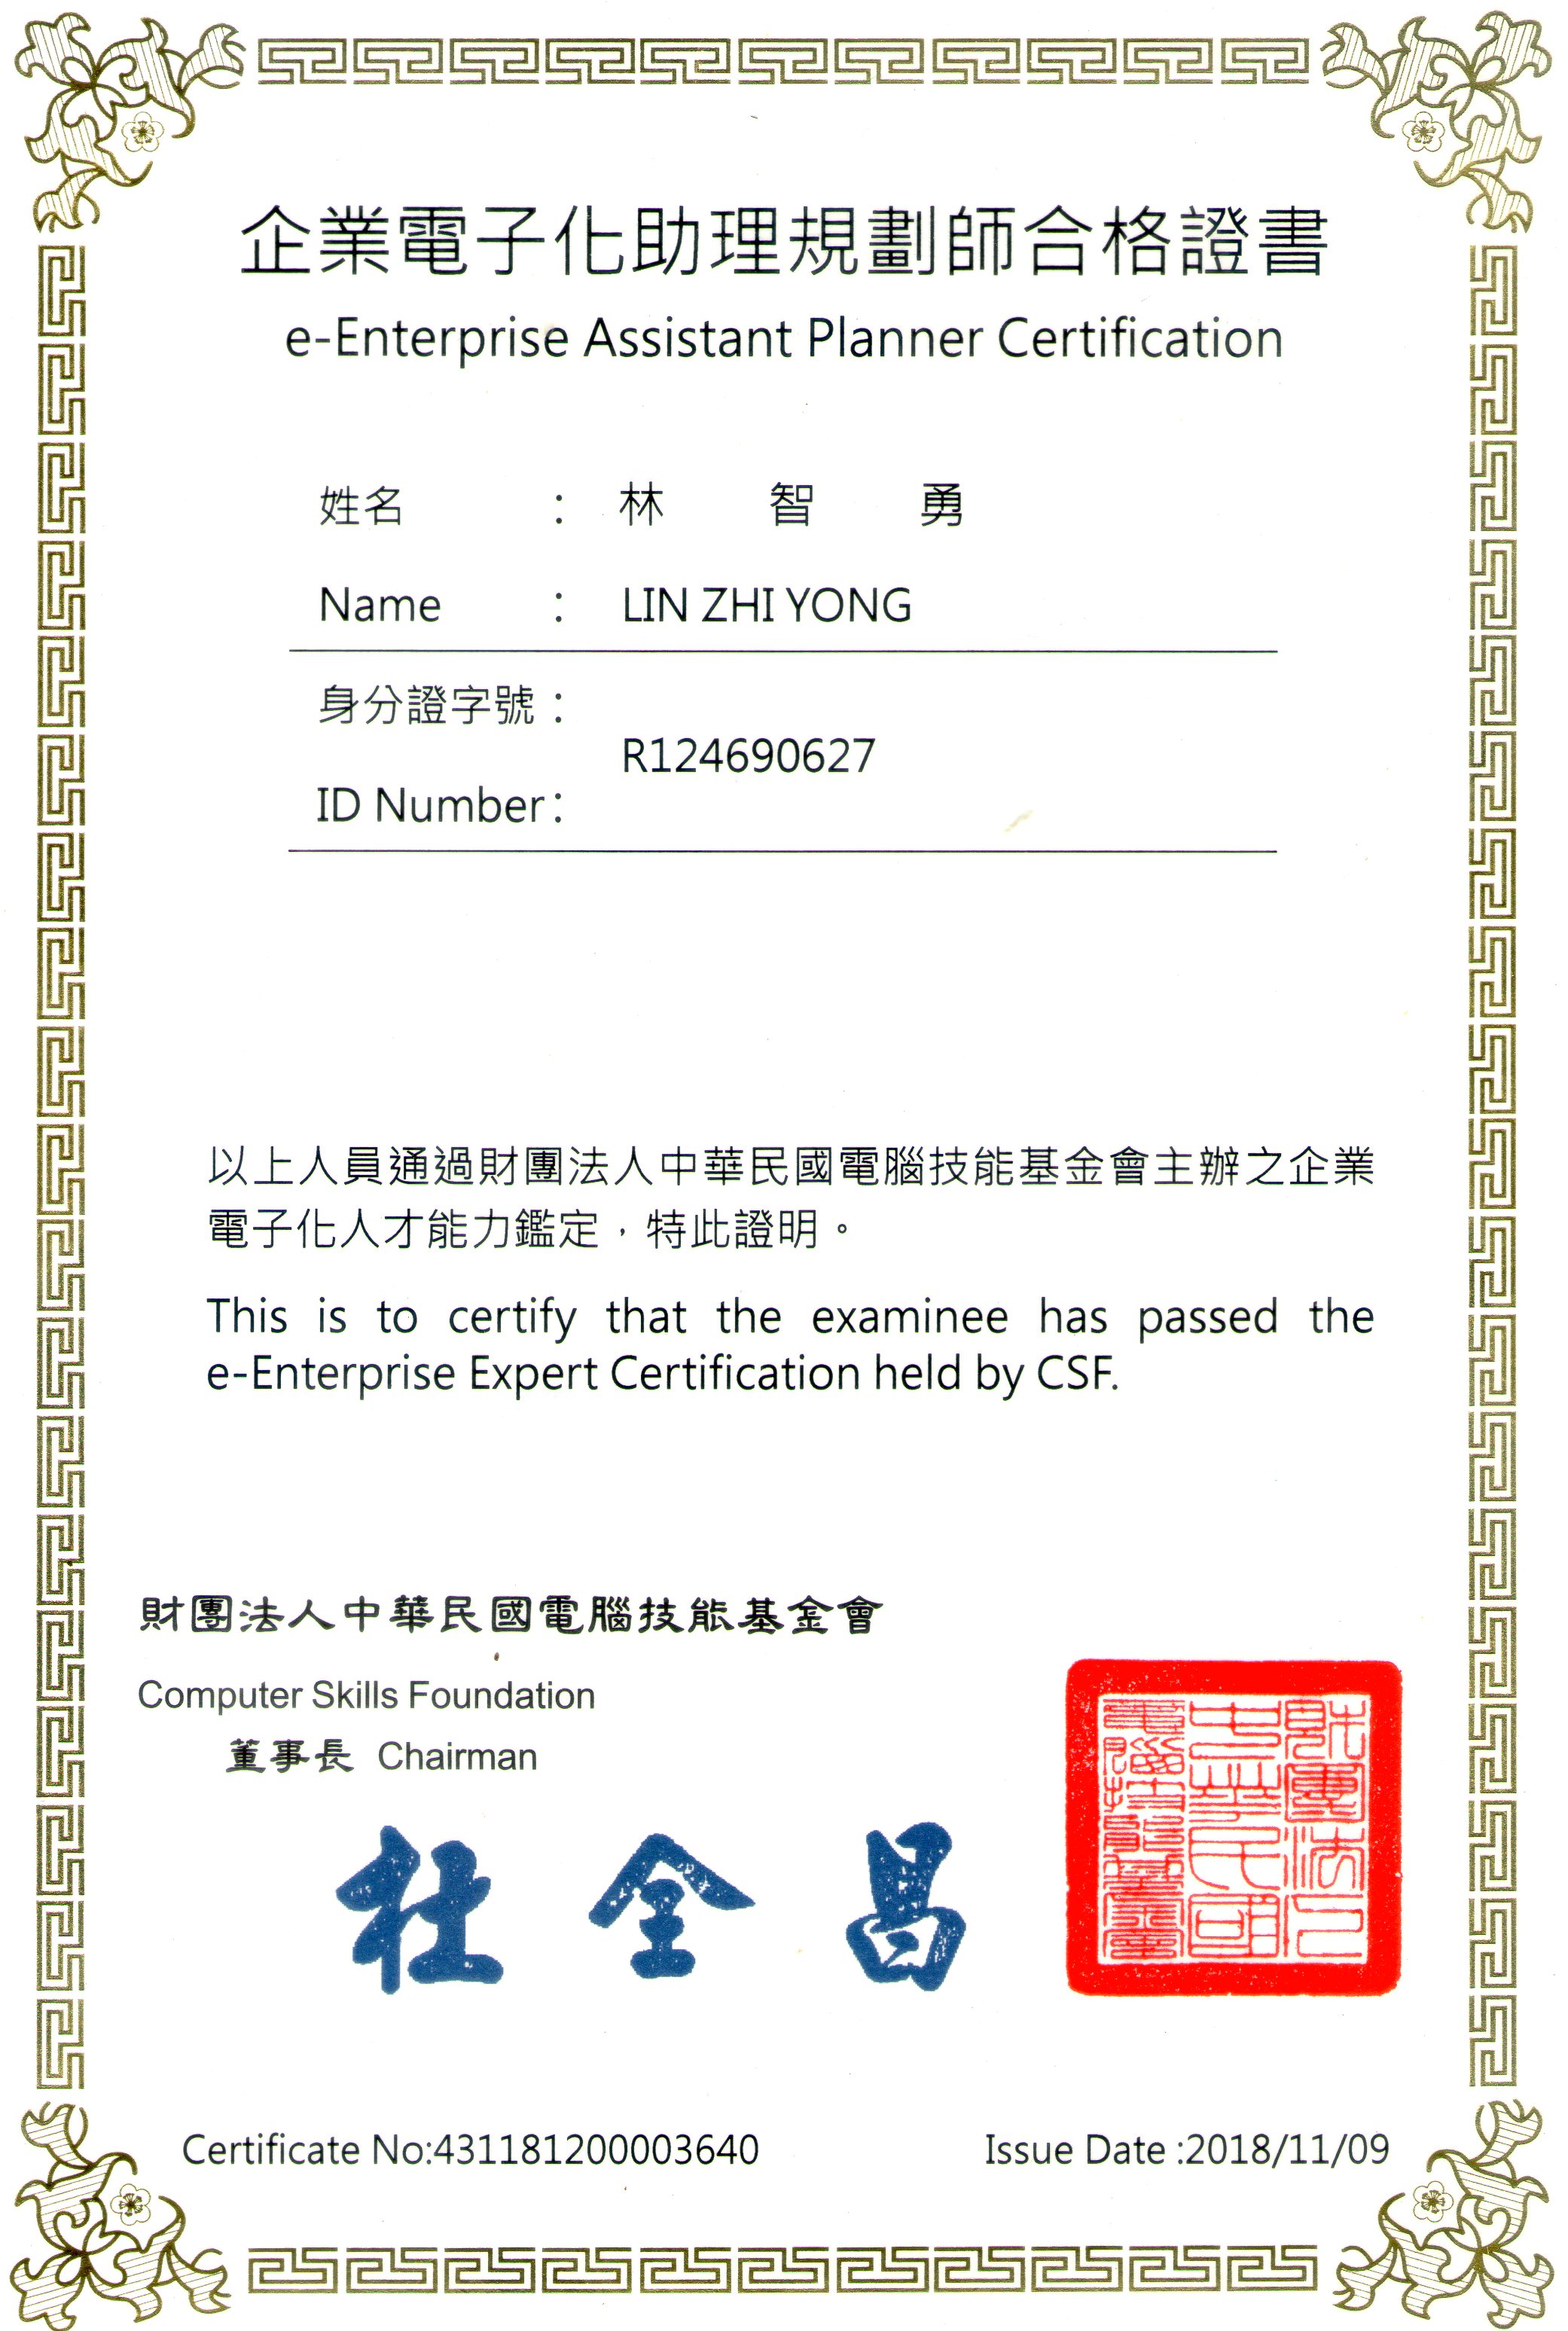 企業電子化助理規劃師合格證書
e-Enterprise Assistant Planner Certification
姓名 : 林 智 勇
Name : LIN ZHI YONG
身分證字號:
R124690627
ID Number:
以上人員通過財團法人中華民國電腦技能基金會主辦之企業
電子化人才能力鑑定,特此證明。
This is to certify that the examinee has passed the
e-Enterprise Expert Certification held by CSF.
財團法人中華民國電腦技能基金會
Computer Skills Foundation
董事長 Chairman
杜全昌
財團法人
中華民國
電腦技能基金會
Certificate No:431181200003640
Issue Date :2018/11/09